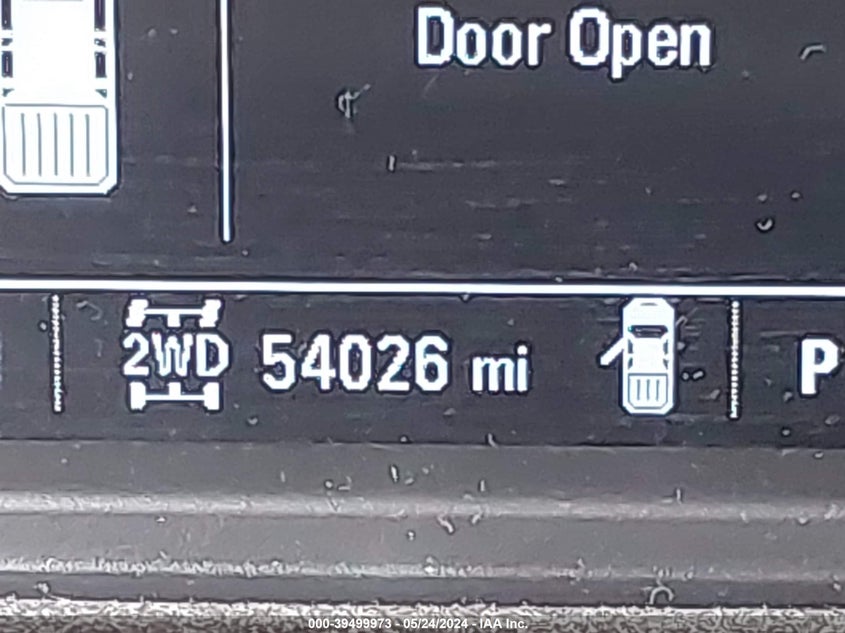 Door Open
2WD 54026 mi P
000-39499973 - 05/24/2024 - IAA Inc.